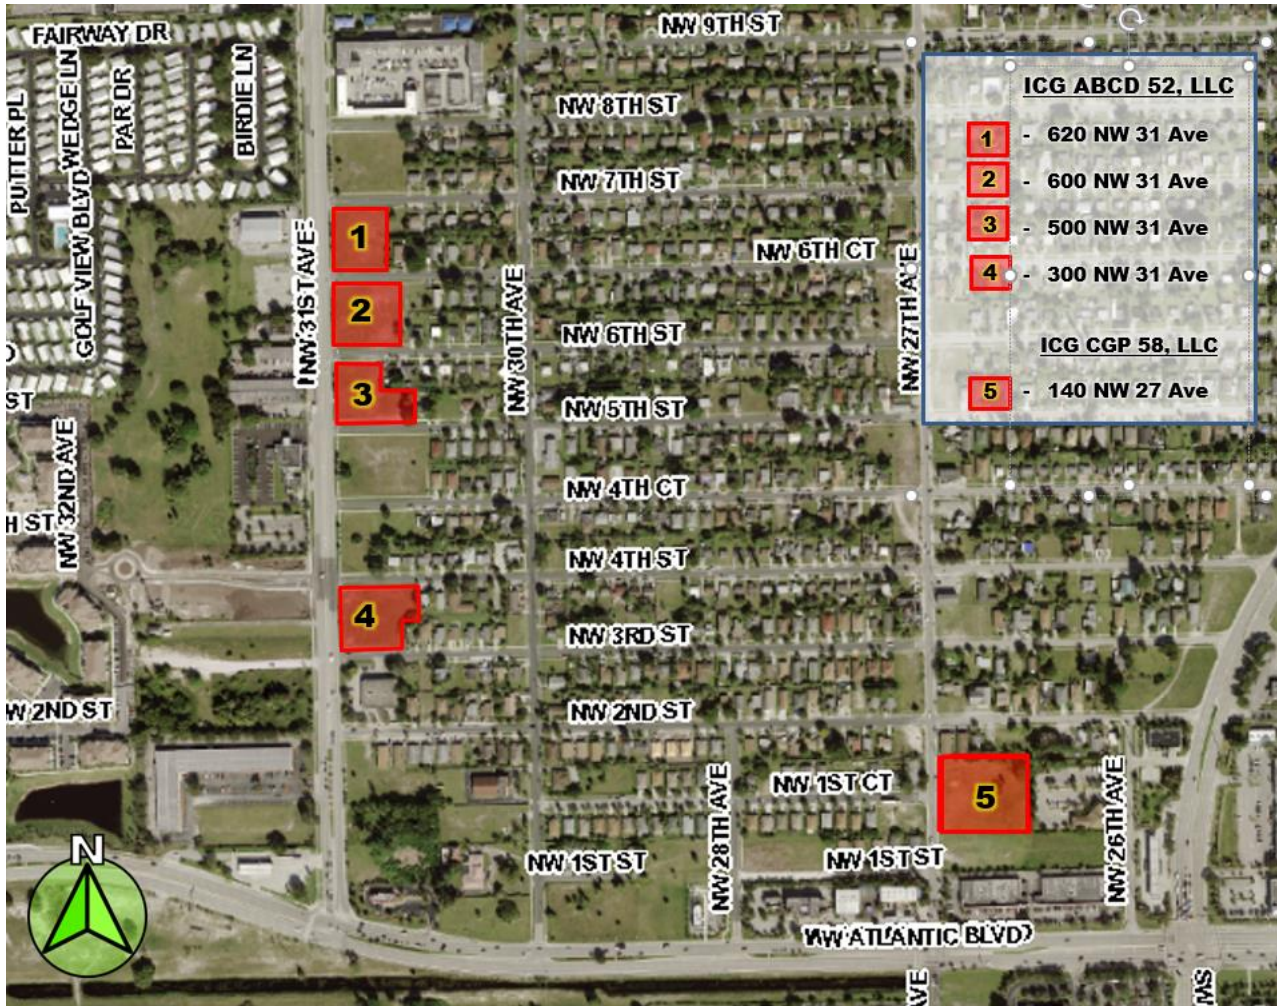 FAIRWAY DR
NW 9TH ST
WEDGE LN
PAR DR
BIRDIE LN
PUTTER PL
NW 8TH ST
NW 7TH ST
GOLF VIEW BLVD
NW 31ST AVE
NW 6TH CT
NW 30TH AVE
NW 27TH AVE
NW 6TH ST
NW 5TH ST
ST
NW 4TH CT
NW 32ND AVE
H ST
NW 4TH ST
NW 3RD ST
W 2ND ST
NW 2ND ST
NW 1ST CT
NW 28TH AVE
NW 26TH AVE
NW 1ST ST
NW 1ST ST
ATLANTIC BLVD
AVE
MS
1
2
3
4
5
N
ICG ABCD 52, LLC
1 - 620 NW 31 Ave
2 - 600 NW 31 Ave
3 - 500 NW 31 Ave
4 - 300 NW 31 Ave
ICG CGP 58, LLC
5 - 140 NW 27 Ave